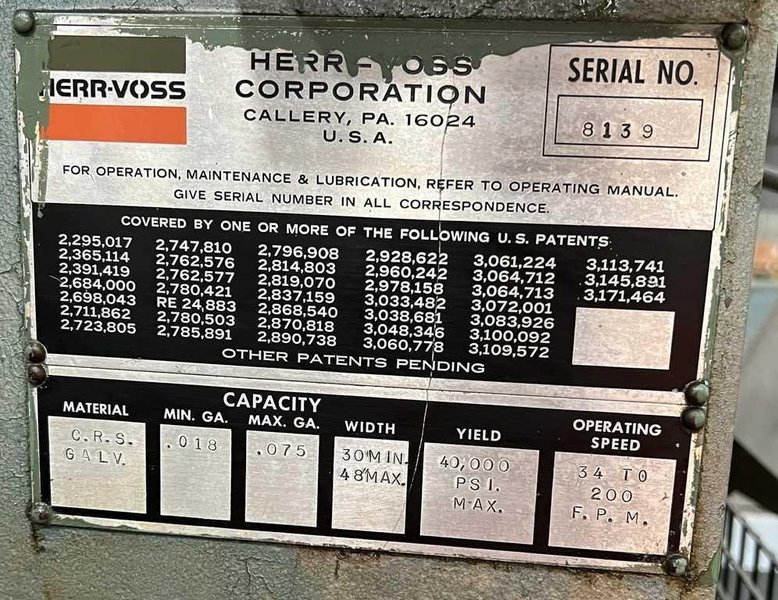 HERR-VOSS
HERR-VOSS
CORPORATION
CALLERY, PA. 16024
U.S.A.
SERIAL NO.
8139
FOR OPERATION, MAINTENANCE & LUBRICATION, REFER TO OPERATING MANUAL.
GIVE SERIAL NUMBER IN ALL CORRESPONDENCE.
COVERED BY ONE OR MORE OF THE FOLLOWING U.S. PATENTS:
2,295,017 2,747,810 2,796,908 2,928,622 3,061,224 3,113,741
2,365,114 2,762,576 2,814,803 2,960,242 3,064,712 3,145,891
2,391,419 2,762,577 2,819,070 2,978,158 3,064,713 3,171,464
2,684,000 2,780,421 2,837,159 3,033,482 3,072,001
2,698,043 RE 24,883 2,868,540 3,038,681 3,083,926
2,711,862 2,780,503 2,870,818 3,048,346 3,100,092
2,723,805 2,785,891 2,890,738 3,060,778 3,109,572
OTHER PATENTS PENDING
CAPACITY
MATERIAL MIN. GA. MAX. GA. WIDTH YIELD OPERATING SPEED
C.R.S. .018 .075 30 MIN. 40,000 34 TO
GALV. 48 MAX. PSI. 200
MAX. F.P.M.